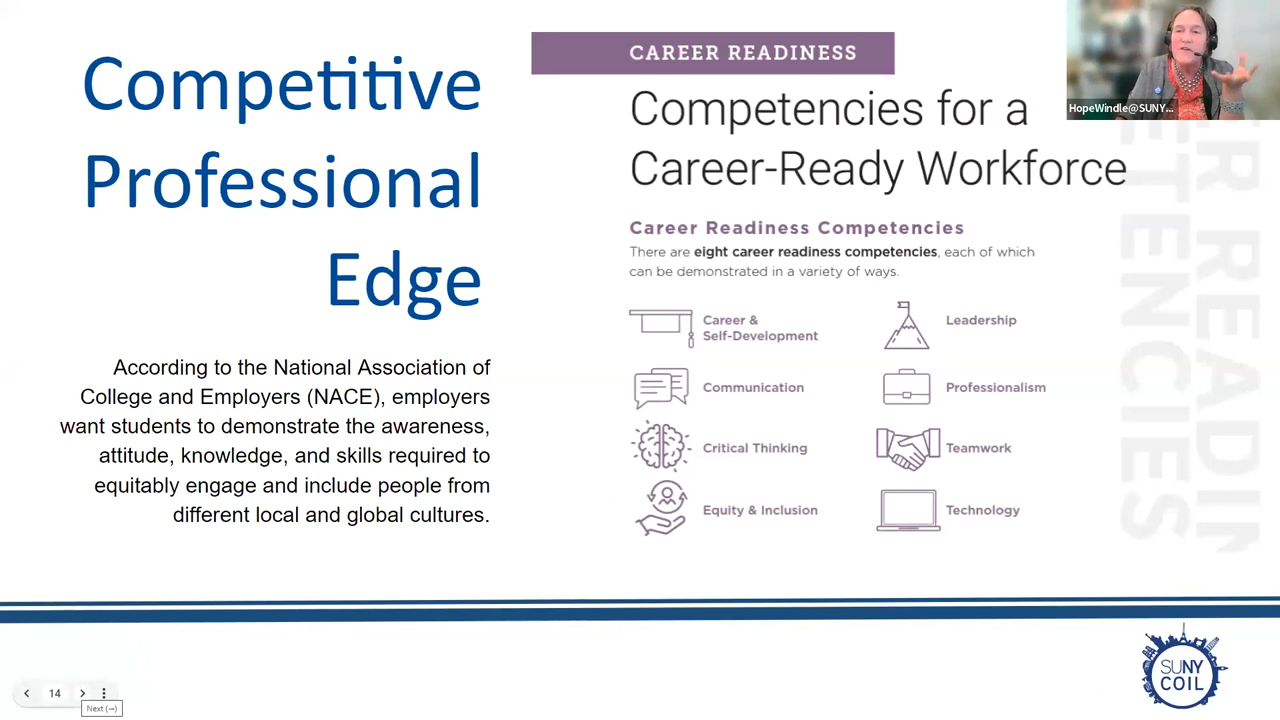 Competitive
Professional
Edge
According to the National Association of
College and Employers (NACE), employers
want students to demonstrate the awareness,
attitude, knowledge, and skills required to
equitably engage and include people from
different local and global cultures.
CAREER READINESS
Competencies for a
Career-Ready Workforce
Career Readiness Competencies
There are eight career readiness competencies, each of which
can be demonstrated in a variety of ways.
Career &
Self-Development
Leadership
Communication
Professionalism
Critical Thinking
Teamwork
Equity & Inclusion
Technology
HopeWindle@SUNY...
ER READIN
ETENCIES
SUNY
COIL
14
Next (→)